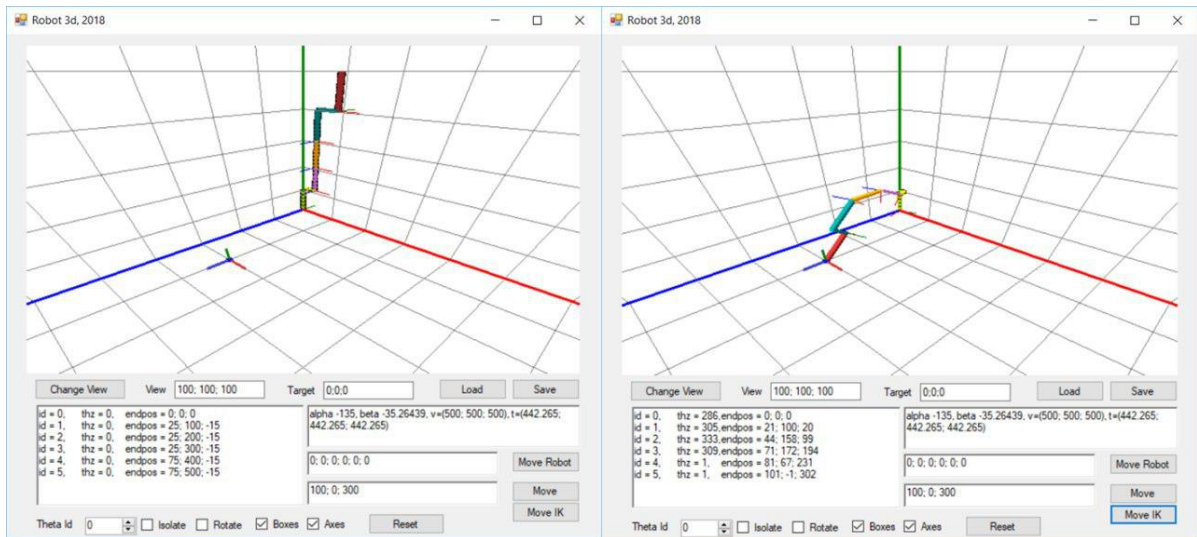 Robot 3d, 2018
Change View View 100; 100; 100 Target 0;0;0 Load Save
id = 0, thz = 0, endpos = 0; 0; 0
id = 1, thz = 0, endpos = 25; 100; -15
id = 2, thz = 0, endpos = 25; 200; -15
id = 3, thz = 0, endpos = 25; 300; -15
id = 4, thz = 0, endpos = 75; 400; -15
id = 5, thz = 0, endpos = 75; 500; -15
alpha -135, beta -35.26439, v=(500; 500; 500), t=(442.265;
442.265; 442.265)
0; 0; 0; 0; 0; 0 Move Robot
100; 0; 300 Move
Move IK
Theta Id 0 Isolate Rotate Boxes Axes Reset
Robot 3d, 2018
Change View View 100; 100; 100 Target 0;0;0 Load Save
id = 0, thz = 286,endpos = 0; 0; 0
id = 1, thz = 305,endpos = 21; 100; 20
id = 2, thz = 333,endpos = 44; 158; 99
id = 3, thz = 309,endpos = 71; 172; 194
id = 4, thz = 1, endpos = 81; 67; 231
id = 5, thz = 1, endpos = 101; -1; 302
alpha -135, beta -35.26439, v=(500; 500; 500), t=(442.265;
442.265; 442.265)
0; 0; 0; 0; 0; 0 Move Robot
100; 0; 300 Move
Move IK
Theta Id 0 Isolate Rotate Boxes Axes Reset